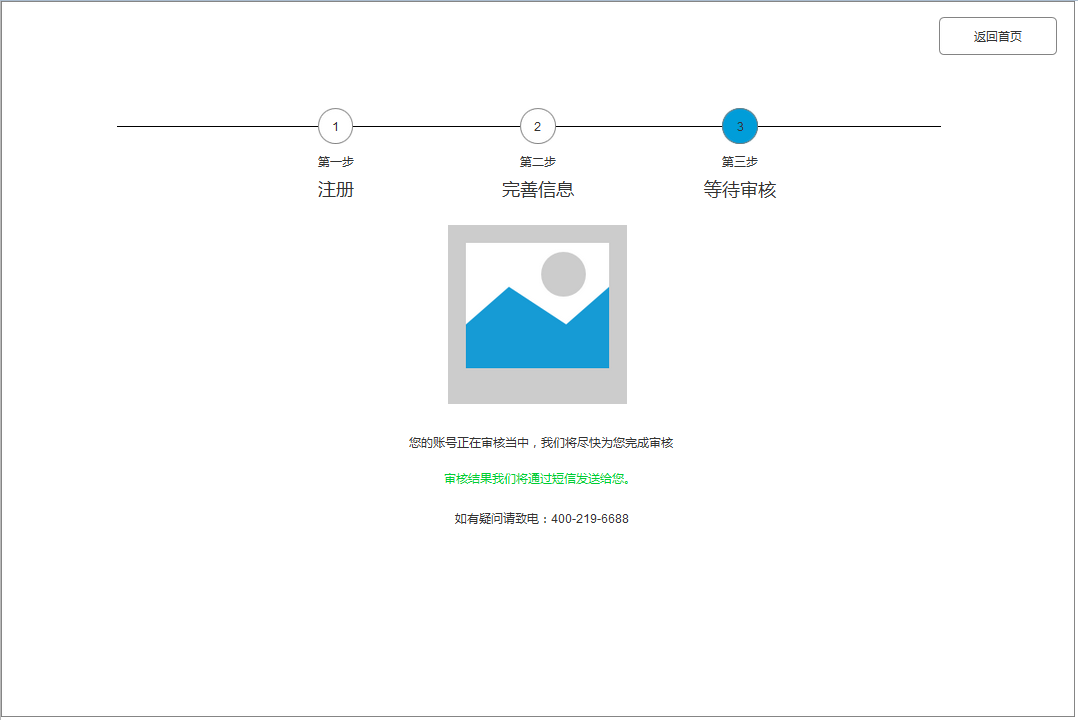 返回首页
1
2
3
第一步
第二步
第三步
注册
完善信息
等待审核
您的账号正在审核当中，我们将尽快为您完成审核
审核结果我们将通过短信发送给您。
如有疑问请致电：400-219-6688